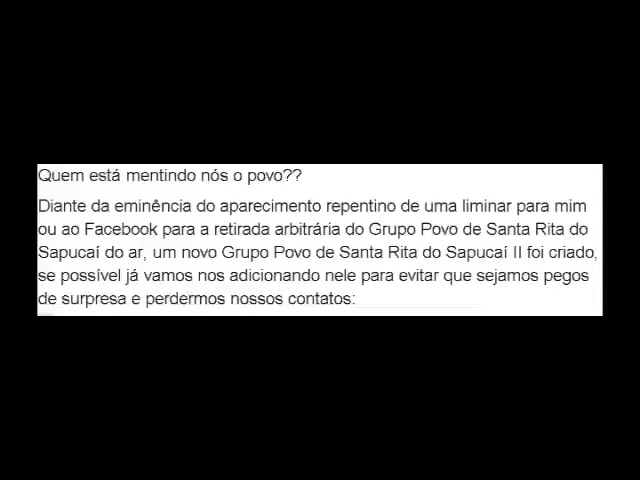 Quem está mentindo nós o povo??
Diante da eminência do aparecimento repentino de uma liminar para mim
ou ao Facebook para a retirada arbitrária do Grupo Povo de Santa Rita do
Sapucaí do ar, um novo Grupo Povo de Santa Rita do Sapucaí II foi criado,
se possível já vamos nos adicionando nele para evitar que sejamos pegos
de surpresa e perdermos nossos contatos: